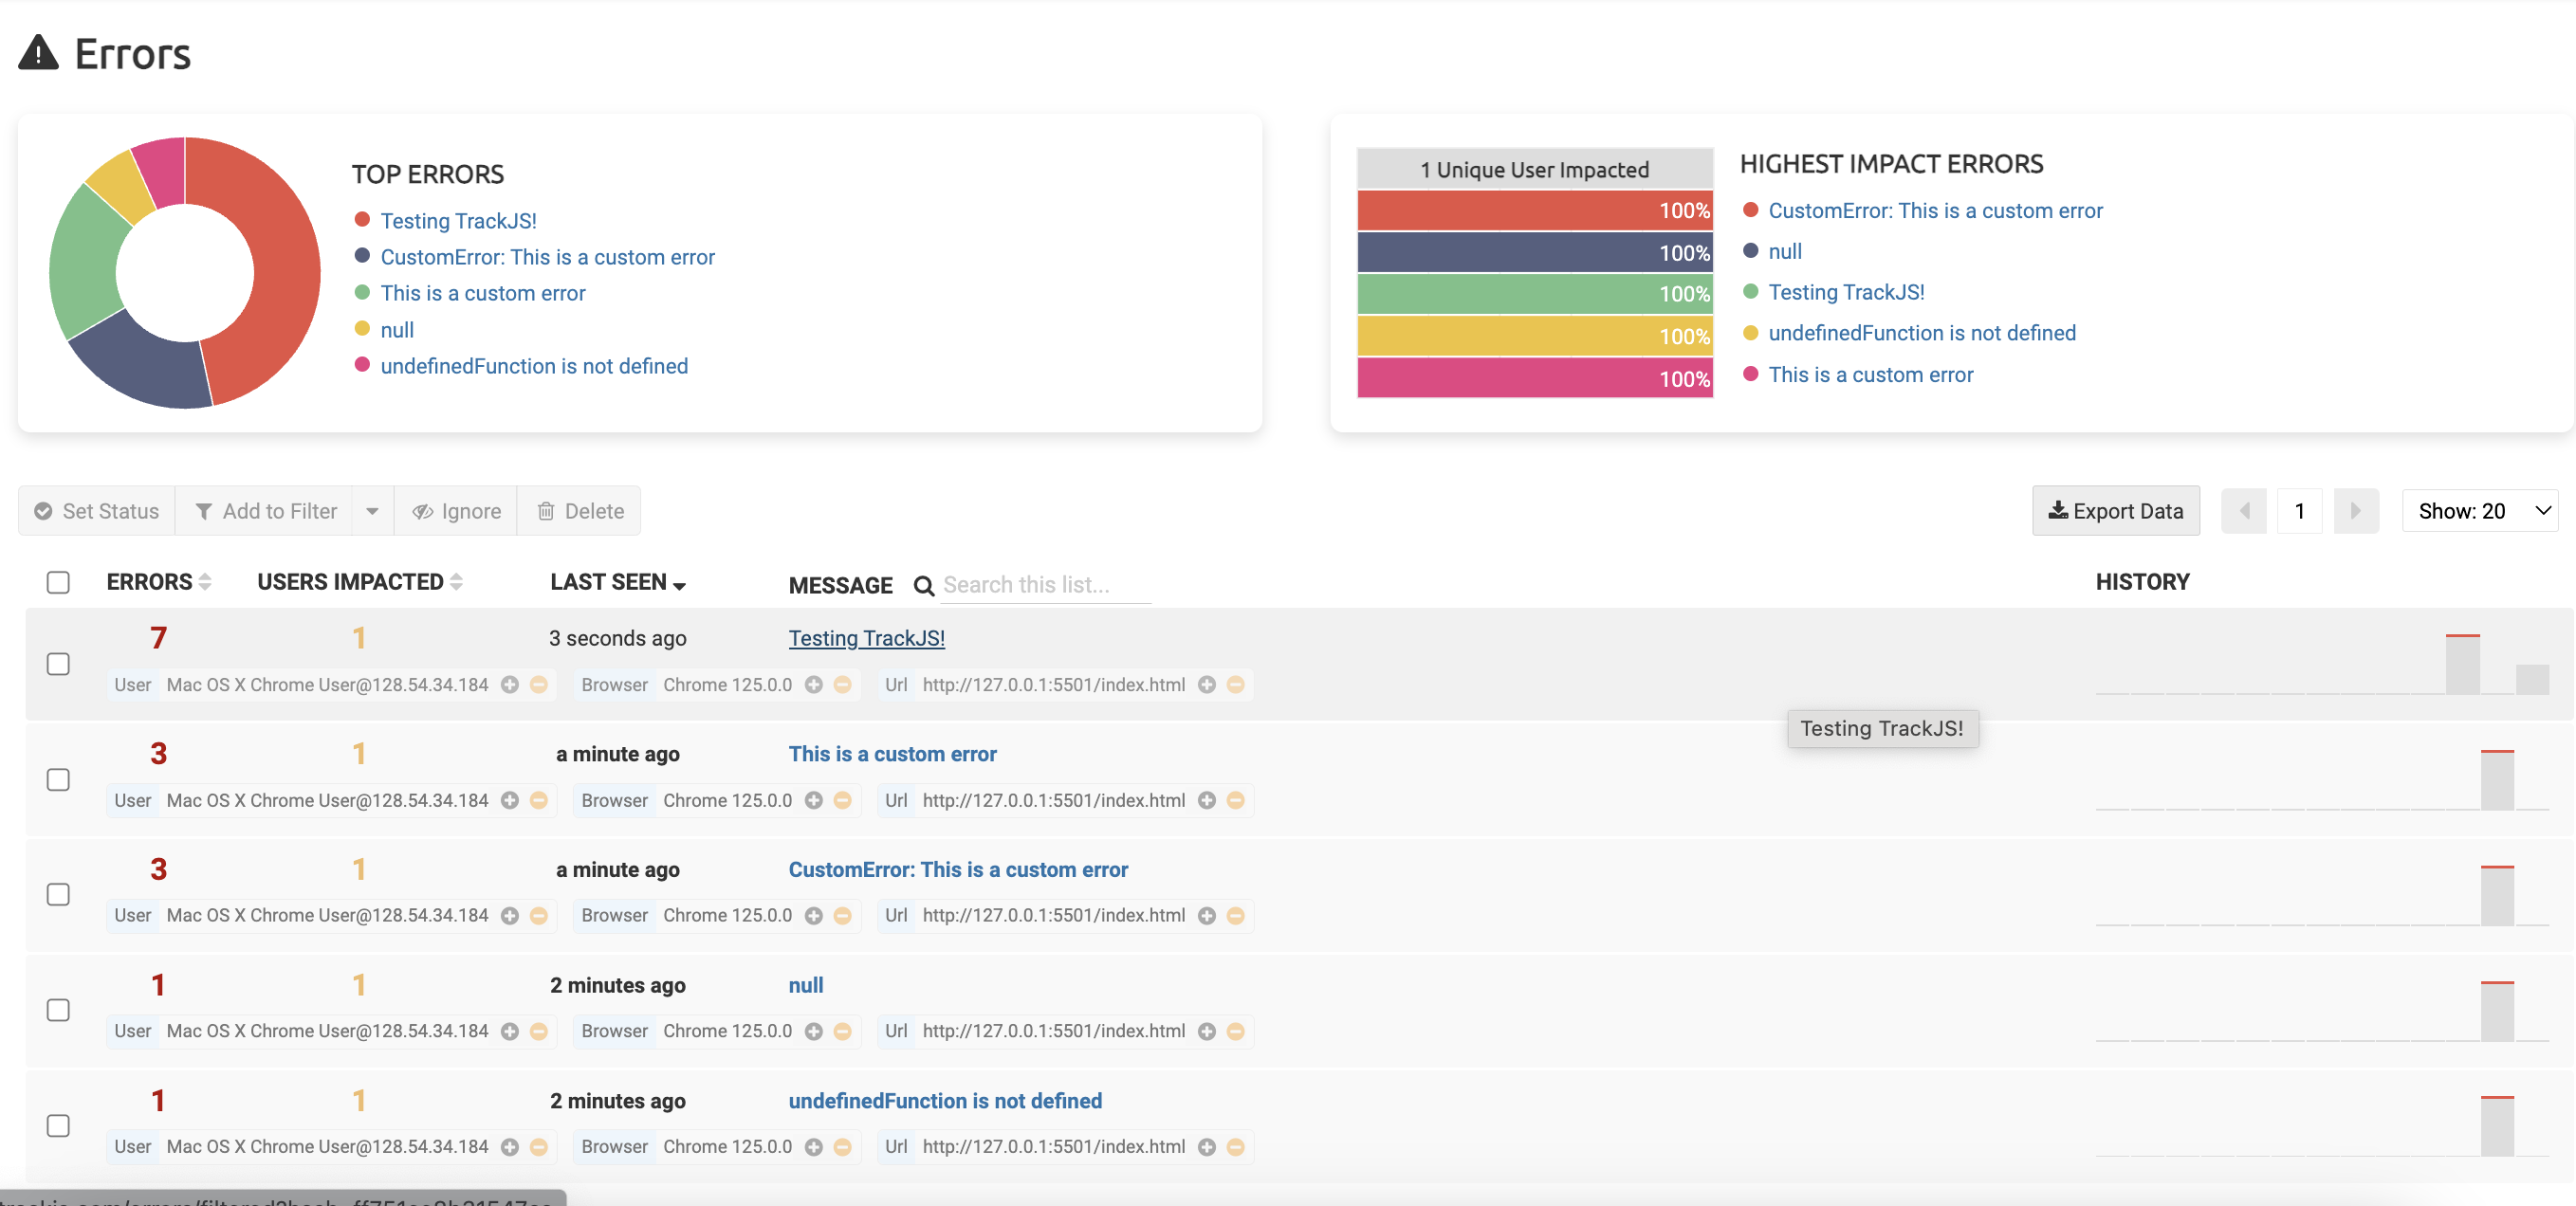 Errors
TOP ERRORS
Testing TrackJS!
CustomError: This is a custom error
This is a custom error
null
undefinedFunction is not defined
1 Unique User Impacted
100%
100%
100%
100%
100%
HIGHEST IMPACT ERRORS
CustomError: This is a custom error
null
Testing TrackJS!
undefinedFunction is not defined
This is a custom error
Set Status Add to Filter Ignore Delete
Export Data 1 Show: 20
ERRORS USERS IMPACTED LAST SEEN MESSAGE Search this list... HISTORY
7 1 3 seconds ago Testing TrackJS!
User Mac OS X Chrome User@128.54.34.184 Browser Chrome 125.0.0 Url http://127.0.0.1:5501/index.html
Testing TrackJS!
3 1 a minute ago This is a custom error
User Mac OS X Chrome User@128.54.34.184 Browser Chrome 125.0.0 Url http://127.0.0.1:5501/index.html
3 1 a minute ago CustomError: This is a custom error
User Mac OS X Chrome User@128.54.34.184 Browser Chrome 125.0.0 Url http://127.0.0.1:5501/index.html
1 1 2 minutes ago null
User Mac OS X Chrome User@128.54.34.184 Browser Chrome 125.0.0 Url http://127.0.0.1:5501/index.html
1 1 2 minutes ago undefinedFunction is not defined
User Mac OS X Chrome User@128.54.34.184 Browser Chrome 125.0.0 Url http://127.0.0.1:5501/index.html